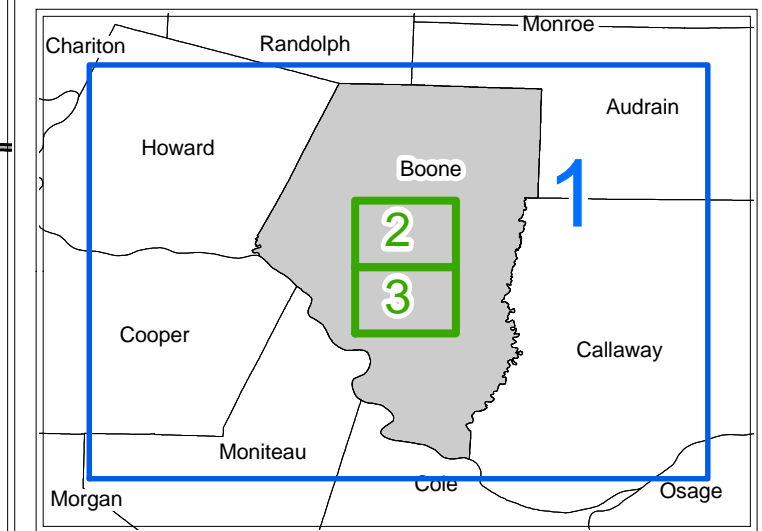 Monroe
Chariton
Randolph
Audrain
Howard
Boone
1
2
3
Cooper
Callaway
Moniteau
Cole
Morgan
Osage